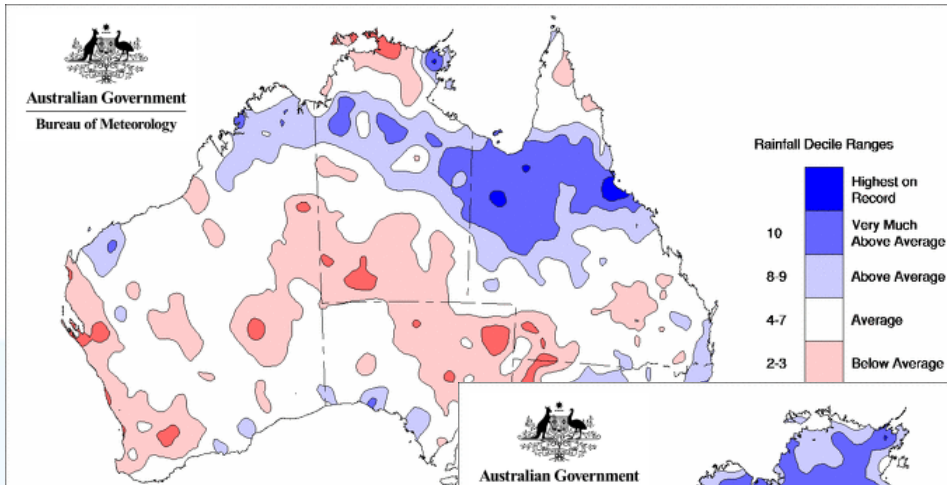 Australian Government
Bureau of Meteorology
Rainfall Decile Ranges
Highest on
Record
10
Very Much
Above Average
8-9
Above Average
4-7
Average
2-3
Below Average
Australian Government